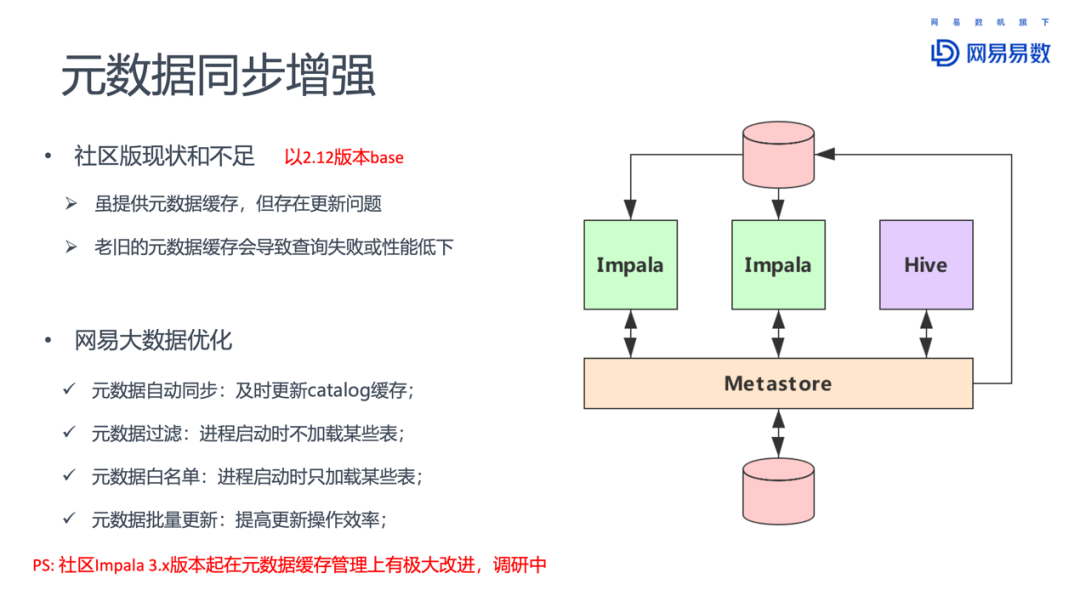 网易数帆旗下
网易易数
元数据同步增强
• 社区版现状和不足 以2.12版本base
➢ 虽提供元数据缓存，但存在更新问题
➢ 老旧的元数据缓存会导致查询失败或性能低下
• 网易大数据优化
✓ 元数据自动同步：及时更新catalog缓存；
✓ 元数据过滤：进程启动时不加载某些表；
✓ 元数据白名单：进程启动时只加载某些表；
✓ 元数据批量更新：提高更新操作效率；
PS: 社区Impala 3.x版本起在元数据缓存管理上有极大改进，调研中
Impala
Impala
Hive
Metastore